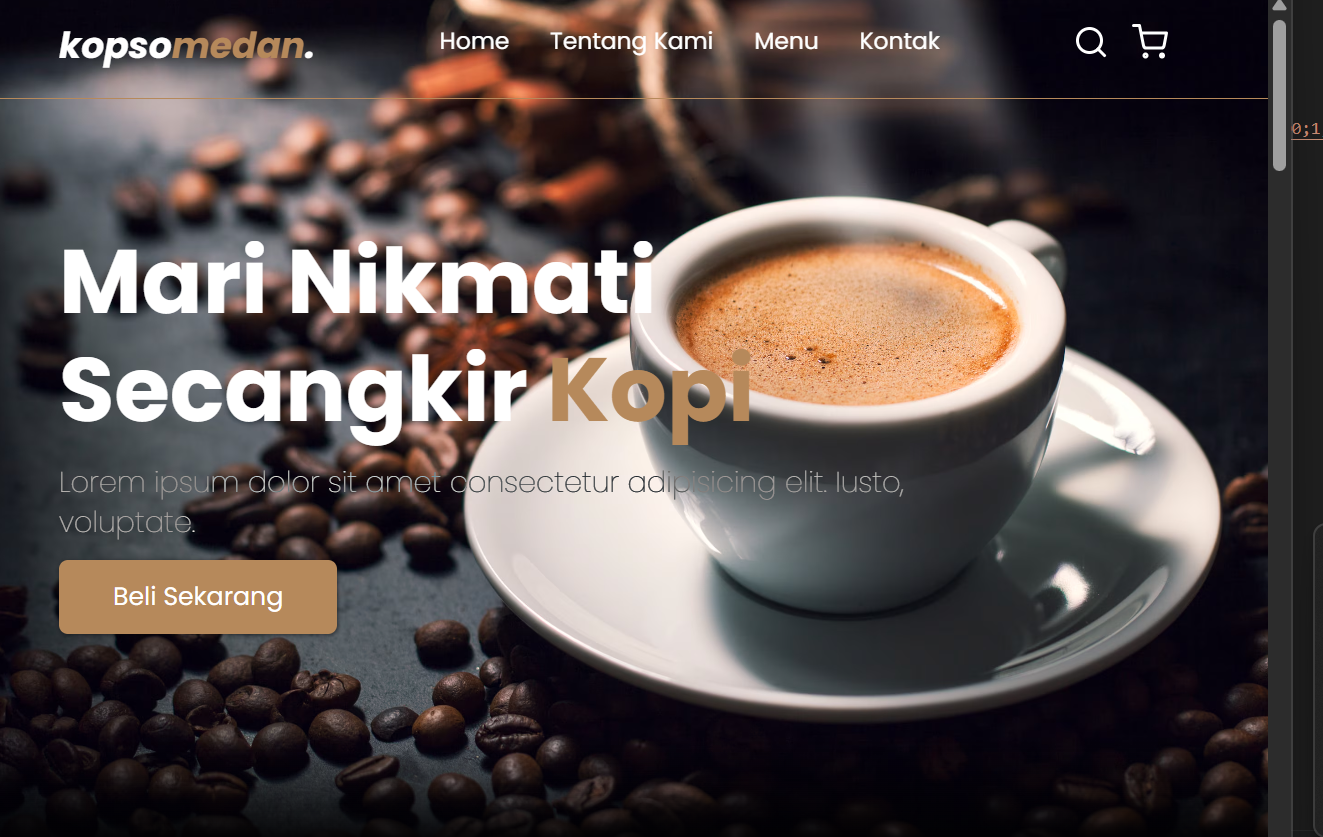 kopsomedan.
Home Tentang Kami Menu Kontak
0;1
Mari Nikmati
Secangkir Kopi
Lorem ipsum dolor sit amet consectetur adipisicing elit. Iusto,
voluptate.
Beli Sekarang